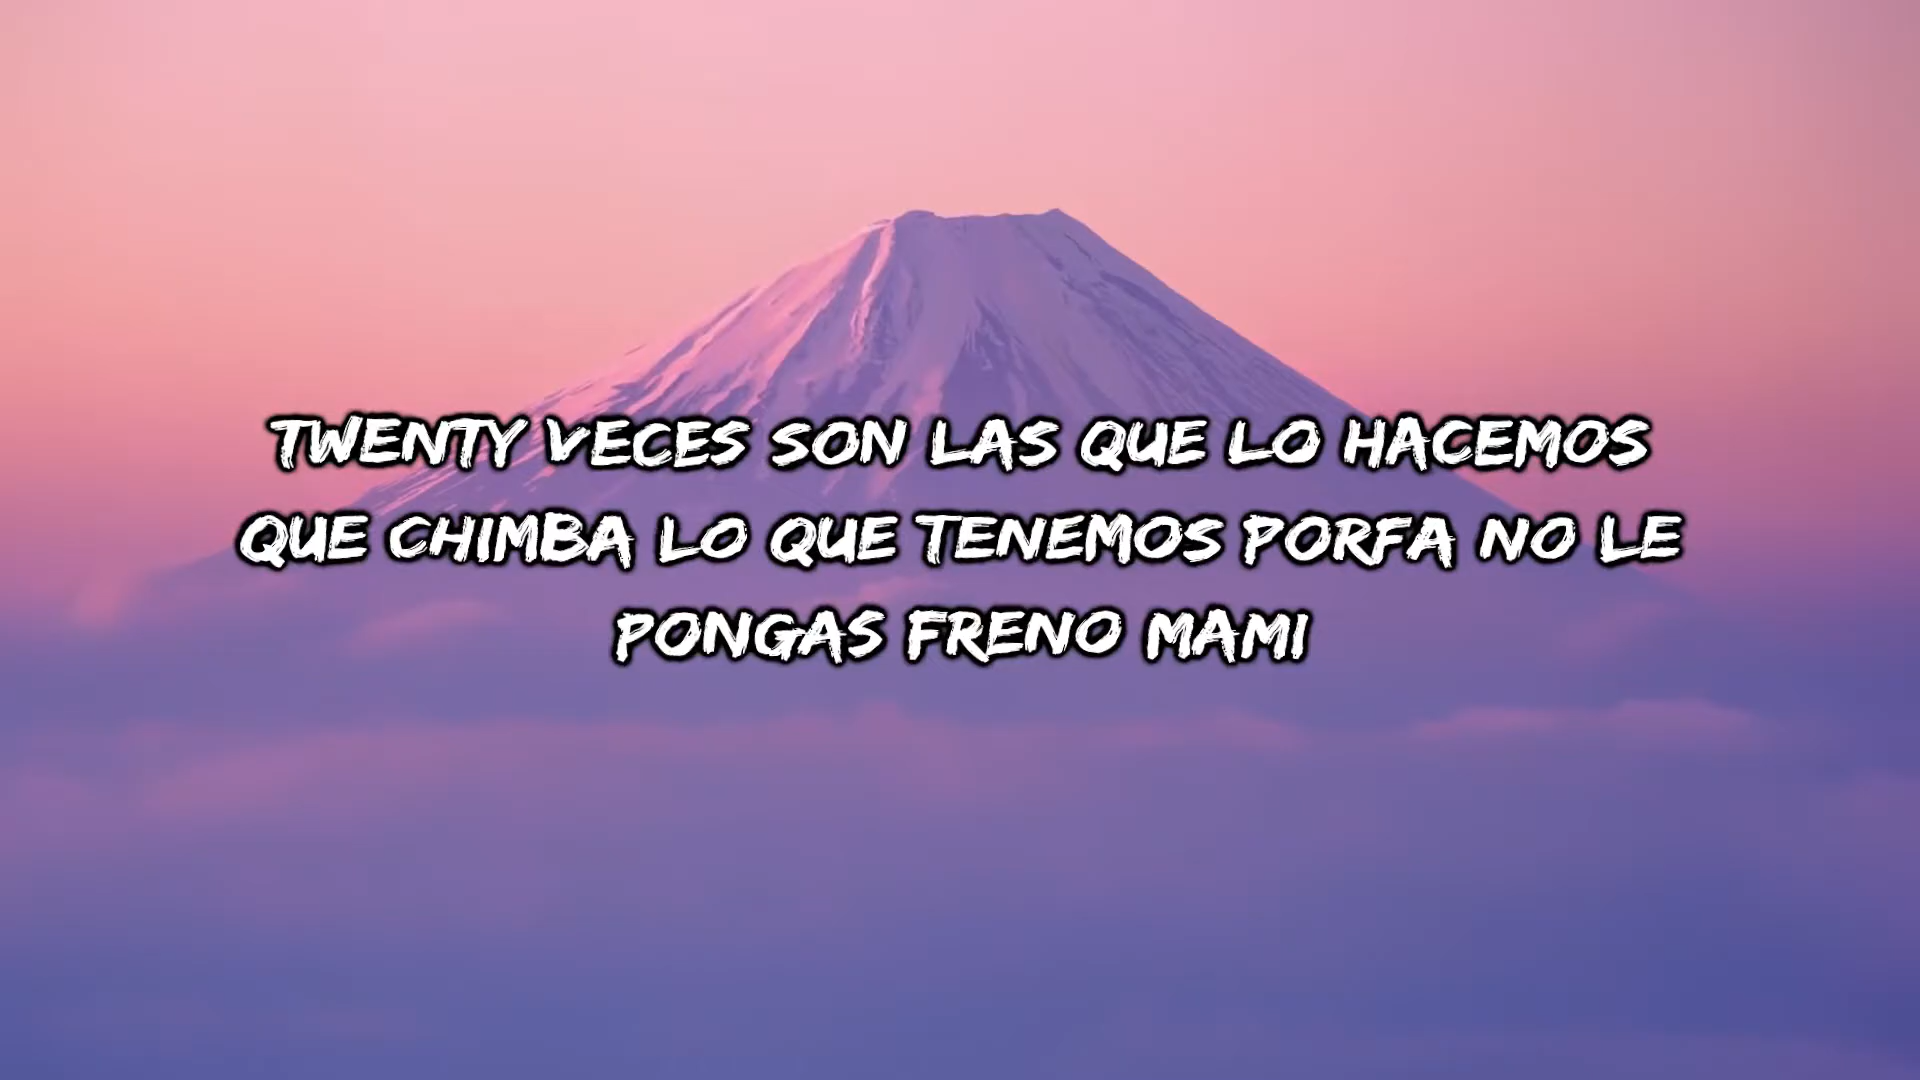 TWENTY VECES SON LAS QUE LO HACEMOS
QUE CHIMBA LO QUE TENEMOS PORFA NO LE
PONGAS FRENO MAMI